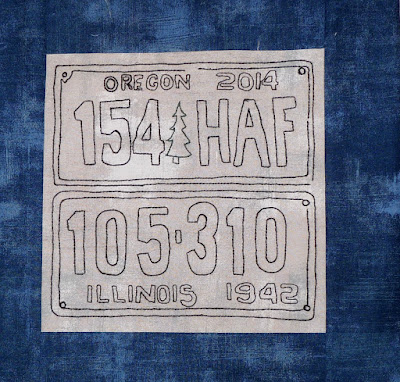 OREGON 2014
154 HAF
105·310
ILLINOIS 1942